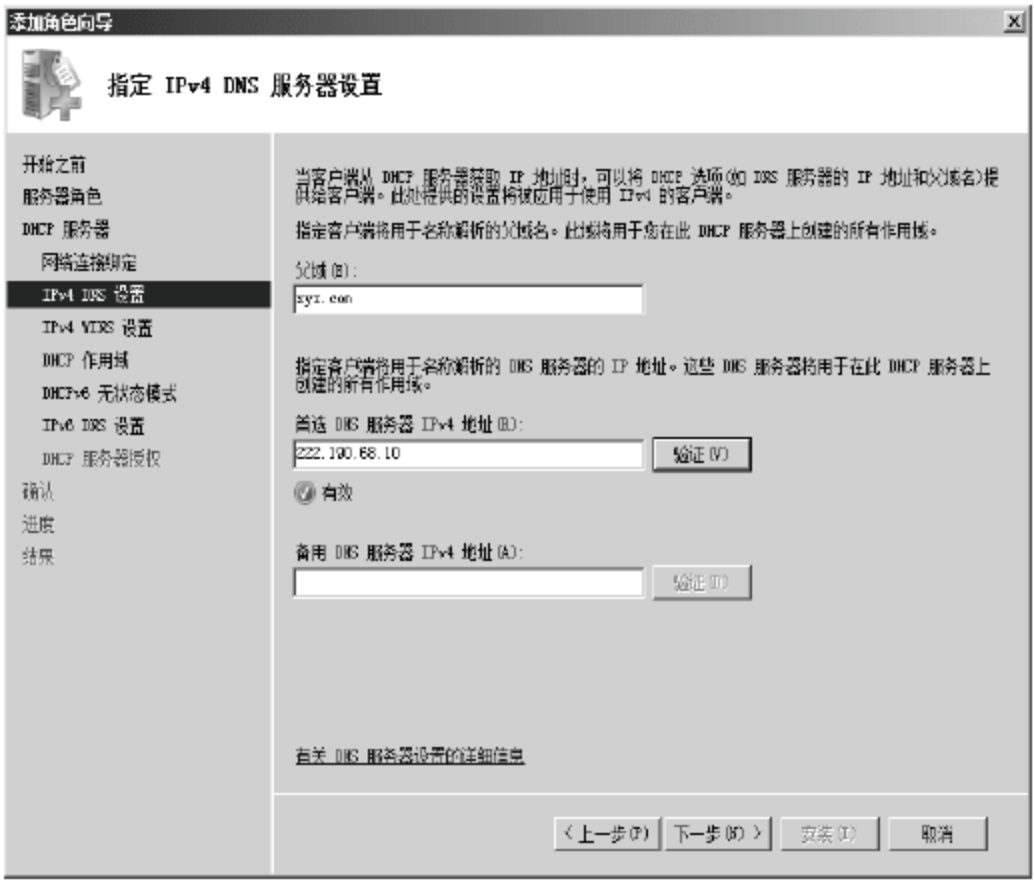 添加角色向导
指定 IPv4 DNS 服务器设置
开始之前
服务器角色
DHCP 服务器
网络连接绑定
IPv4 DNS 设置
IPv4 WINS 设置
DHCP 作用域
DHCPv6 无状态模式
IPv6 DNS 设置
DHCP 服务器授权
确认
进度
结果
当客户端从 DHCP 服务器获取 IP 地址时，可以将 DHCP 选项(如 DNS 服务器的 IP 地址和父域名)提
供给客户端。此处提供的设置将被应用于使用 IPv4 的客户端。
指定客户端将用于名称解析的父域名。此域将用于您在此 DHCP 服务器上创建的所有作用域。
父域(M):
xyz.com
指定客户端将用于名称解析的 DNS 服务器的 IP 地址。这些 DNS 服务器将用于在此 DHCP 服务器上
创建的所有作用域。
首选 DNS 服务器 IPv4 地址(R):
222.190.68.10
验证(V)
有效
备用 DNS 服务器 IPv4 地址(A):
验证
有关 DNS 服务器设置的详细信息
< 上一步(P)
下一步(N) >
安装(I)
取消